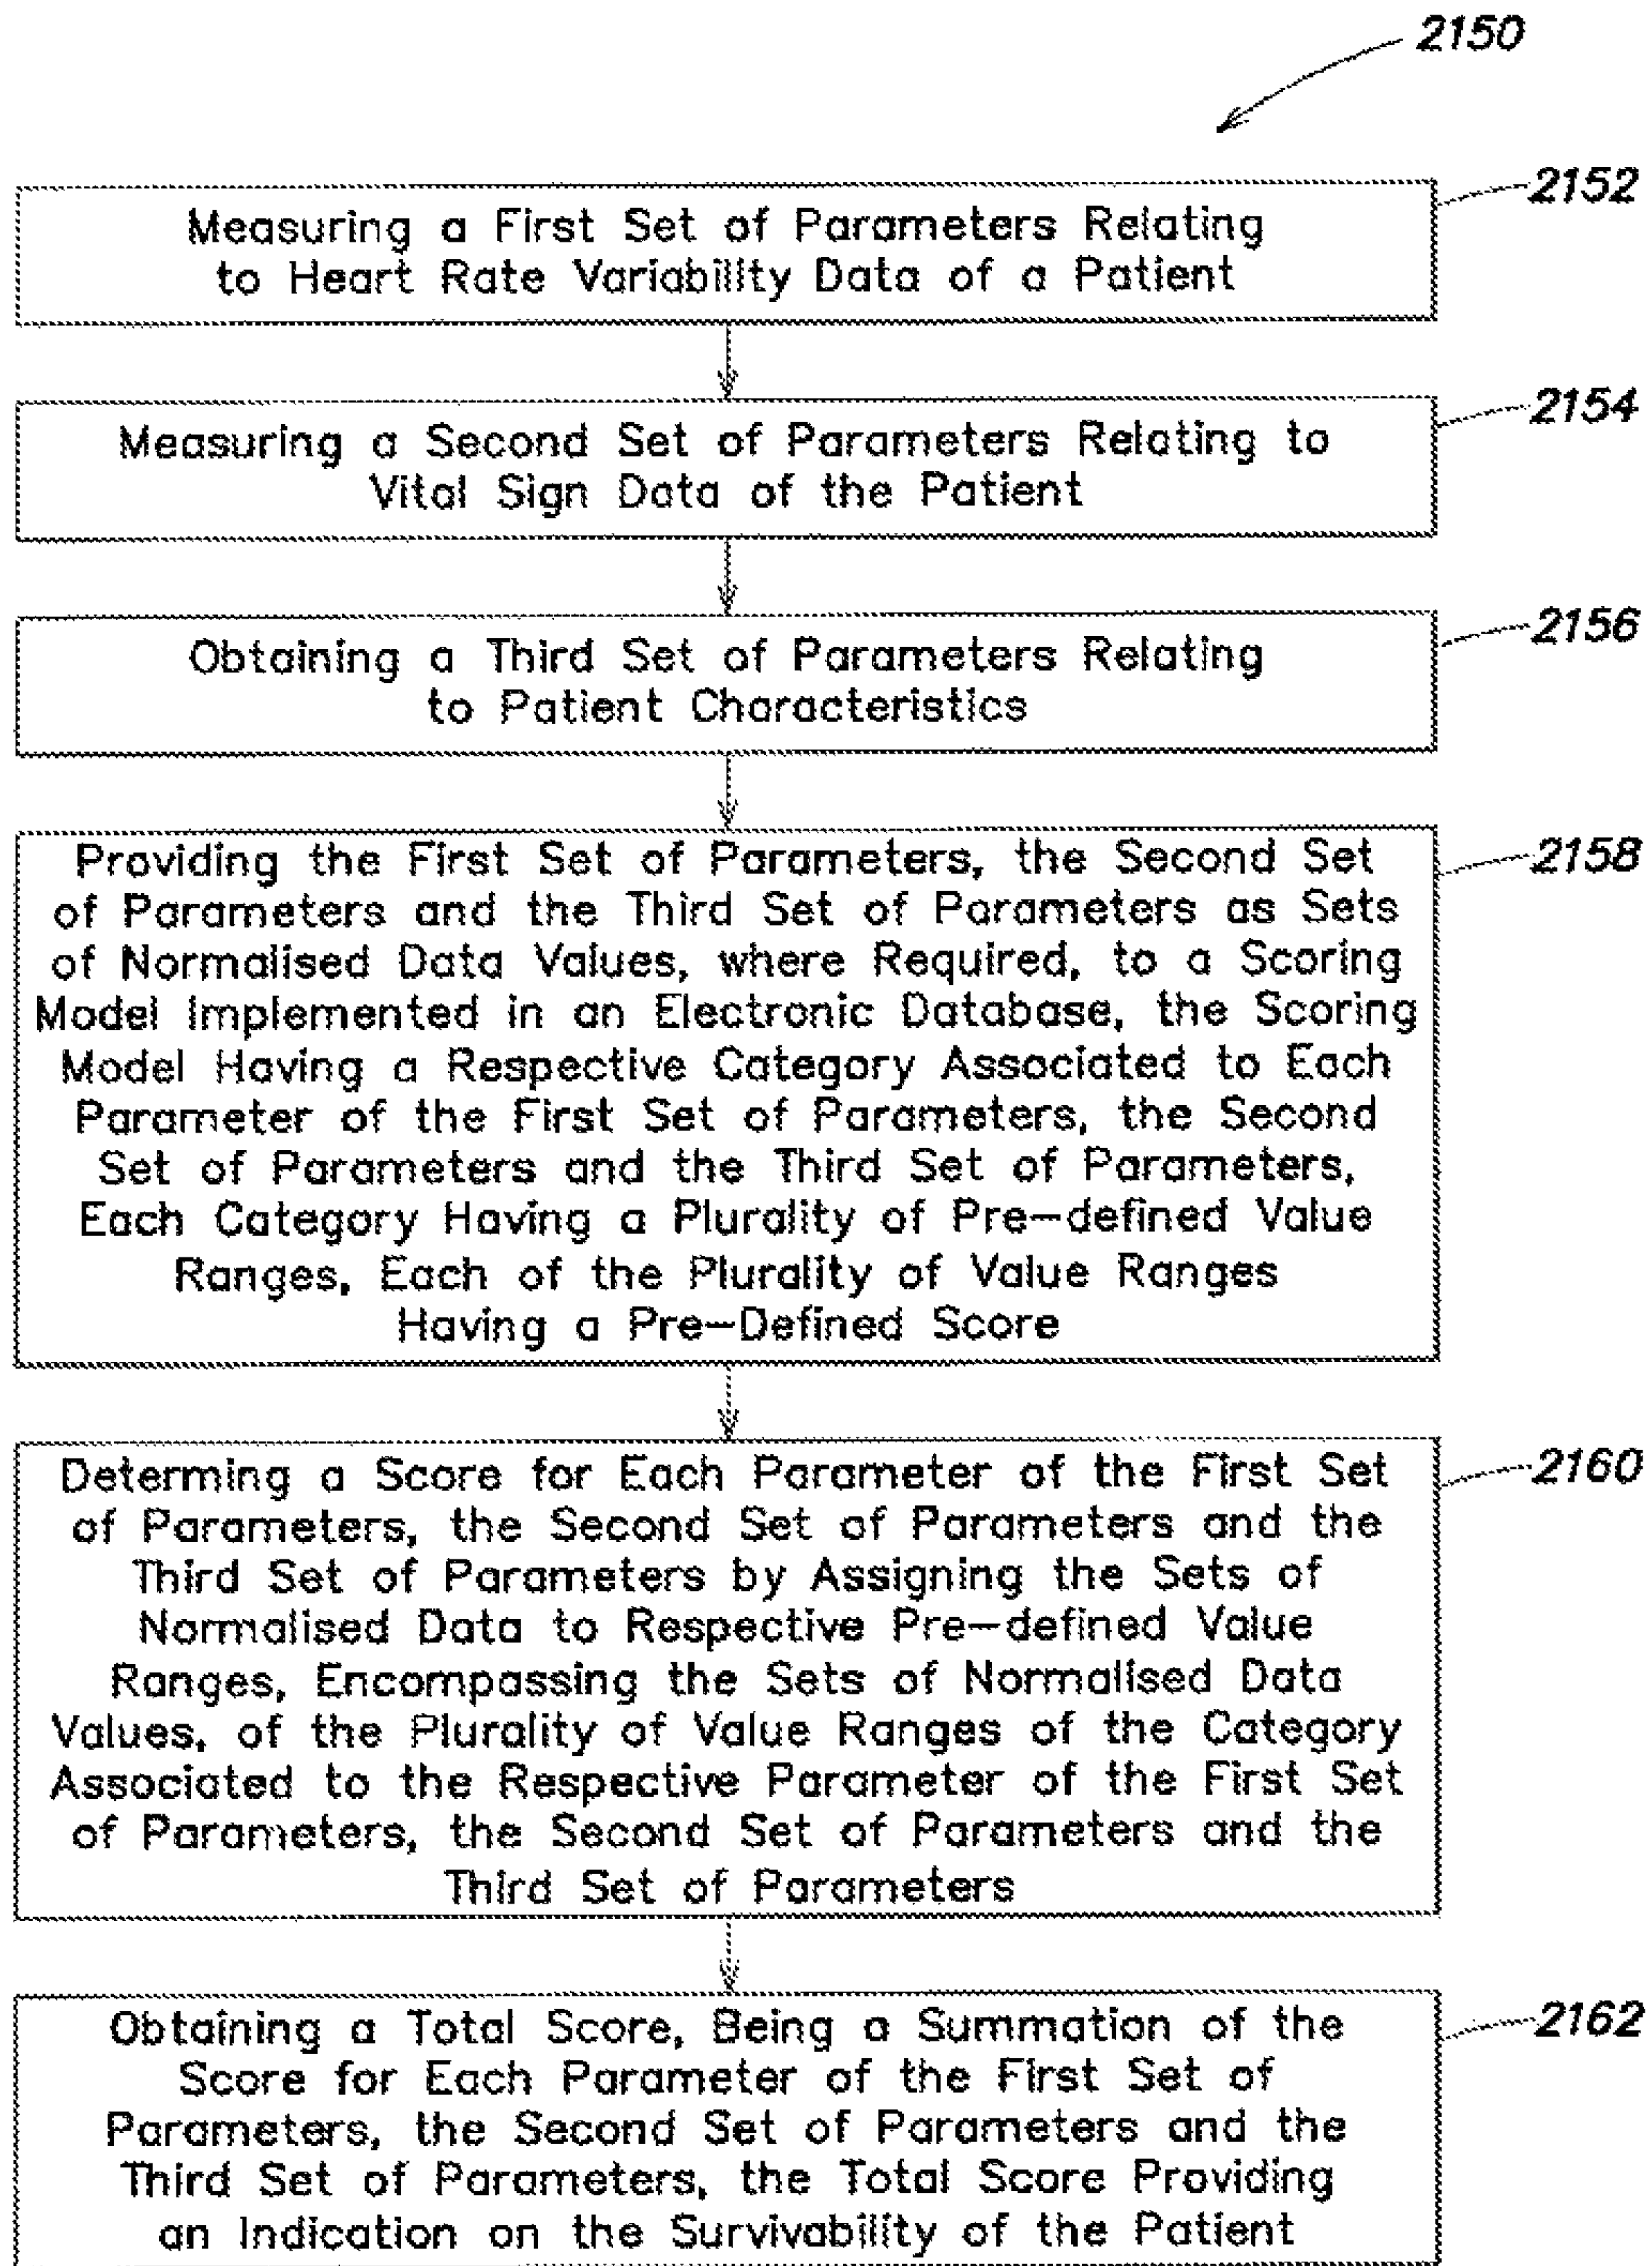 2150
2152
Measuring a First Set of Parameters Relating
to Heart Rate Variability Data of a Patient
2154
Measuring a Second Set of Parameters Relating to
Vital Sign Data of the Patient
2156
Obtaining a Third Set of Parameters Relating
to Patient Characteristics
2158
Providing the First Set of Parameters, the Second Set
of Parameters and the Third Set of Parameters as Sets
of Normalised Data Values, where Required, to a Scoring
Model Implemented in an Electronic Database, the Scoring
Model Having a Respective Category Associated to Each
Parameter of the First Set of Parameters, the Second
Set of Parameters and the Third Set of Parameters,
Each Category Having a Plurality of Pre-defined Value
Ranges, Each of the Plurality of Value Ranges
Having a Pre-Defined Score
2160
Determing a Score for Each Parameter of the First Set
of Parameters, the Second Set of Parameters and the
Third Set of Parameters by Assigning the Sets of
Normalised Data to Respective Pre-defined Value
Ranges, Encompassing the Sets of Normalised Data
Values, of the Plurality of Value Ranges of the Category
Associated to the Respective Parameter of the First Set
of Parameters, the Second Set of Parameters and the
Third Set of Parameters
2162
Obtaining a Total Score, Being a Summation of the
Score for Each Parameter of the First Set of
Parameters, the Second Set of Parameters and the
Third Set of Parameters, the Total Score Providing
an Indication on the Survivability of the Patient